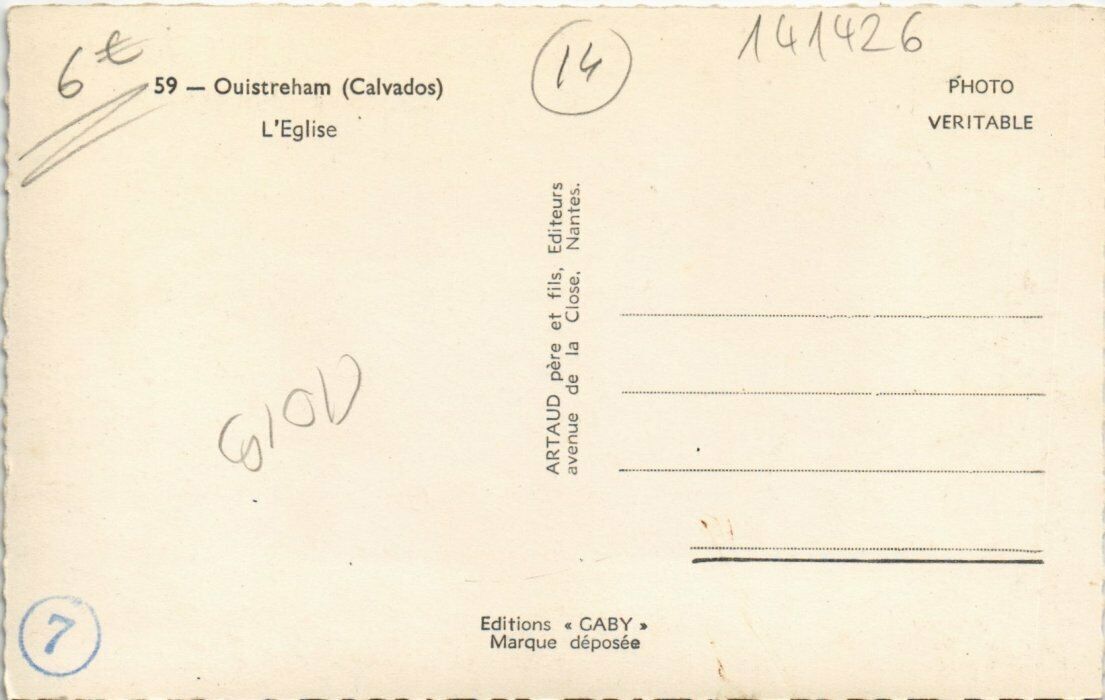 6€
59 — Ouistreham (Calvados)
L'Eglise
14
141426
PHOTO
VERITABLE
ARTAUD père et fils, Editeurs
avenue de la Close, Nantes.
Editions « GABY »
Marque déposée
7